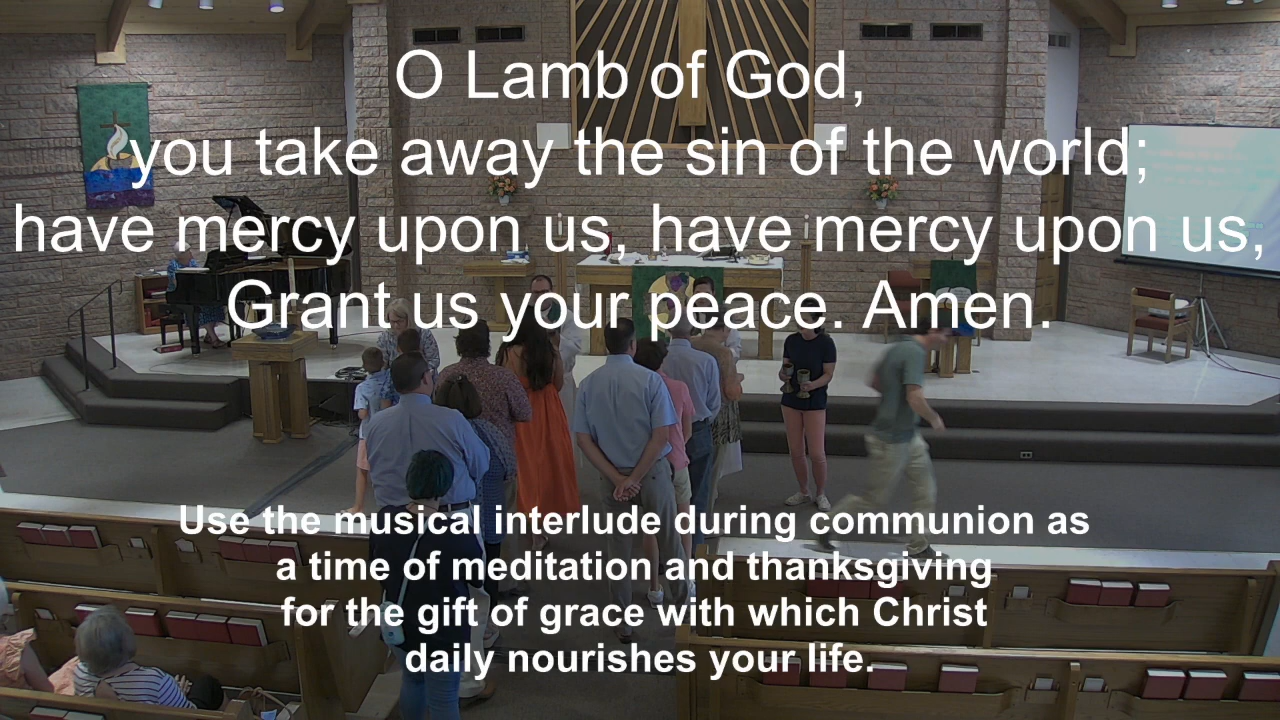 O Lamb of God,
you take away the sin of the world;
have mercy upon us, have mercy upon us,
Grant us your peace. Amen.
Use the musical interlude during communion as
a time of meditation and thanksgiving
for the gift of grace with which Christ
daily nourishes your life.